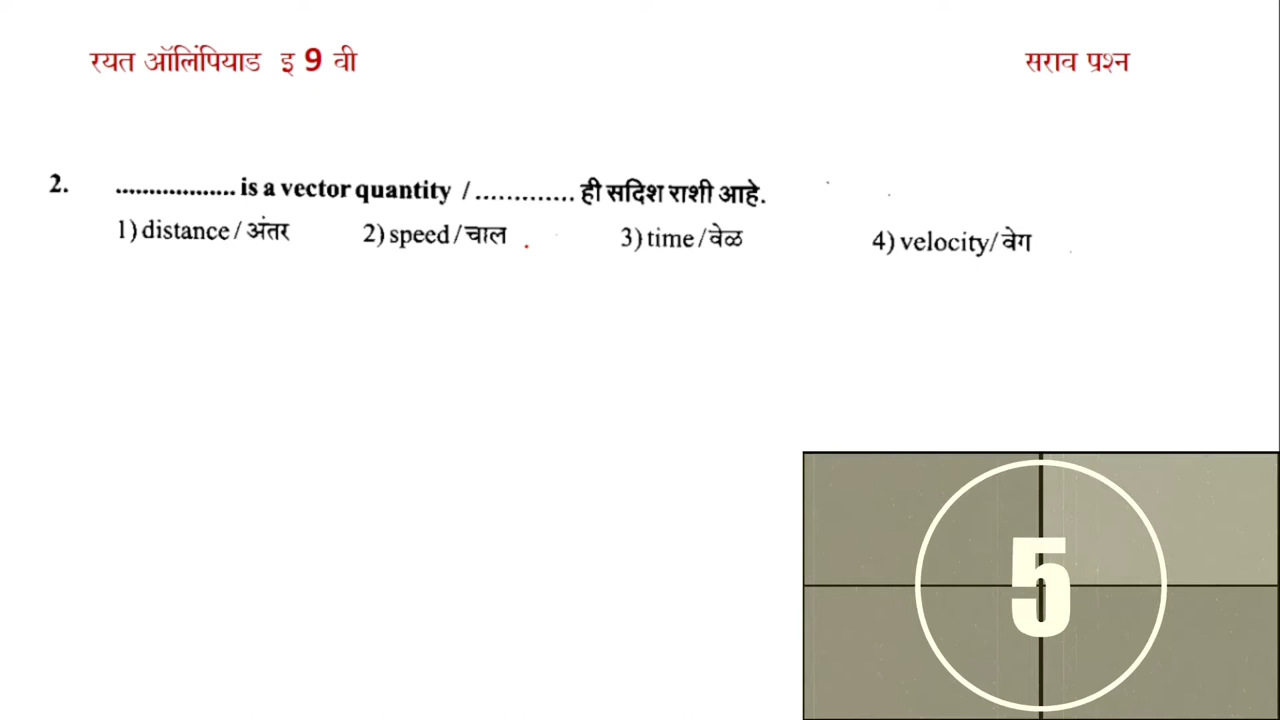 रयत ऑलिंपियाड इ 9 वी सराव प्रश्न
2. .................. is a vector quantity / ............. ही सदिश राशी आहे.
1) distance / अंतर 2) speed / चाल 3) time / वेळ 4) velocity/ वेग
5